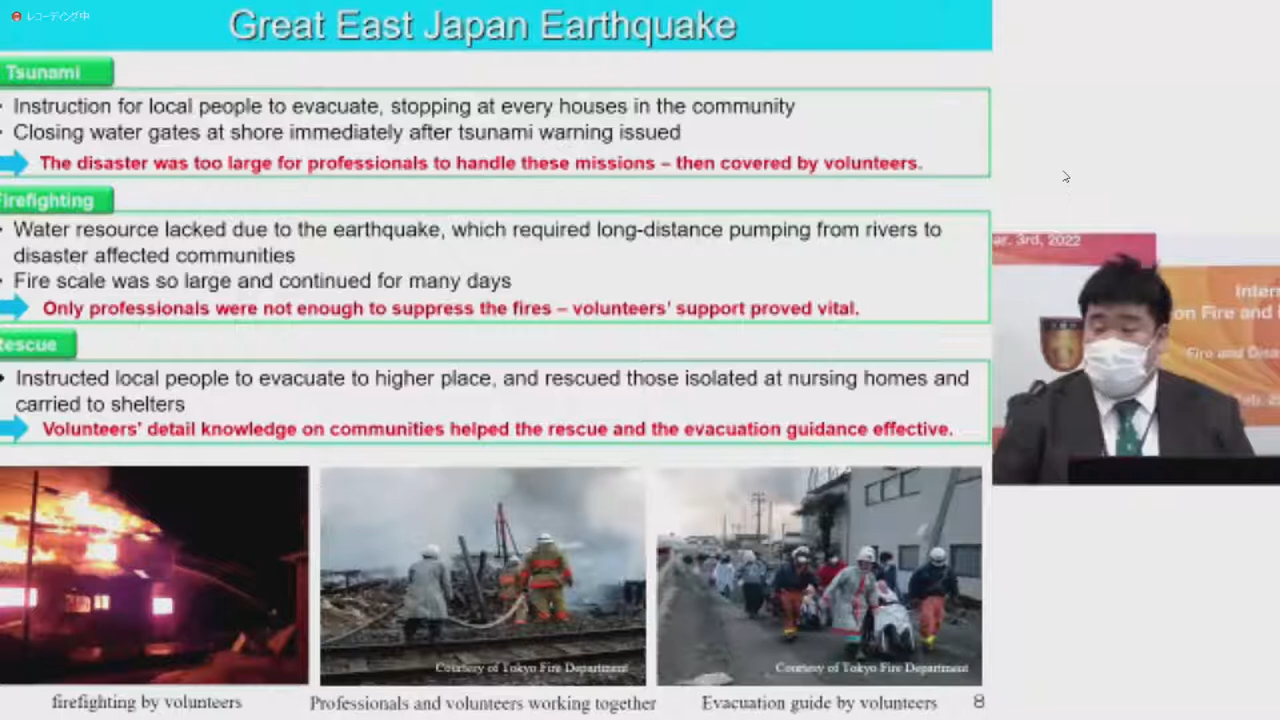 レコーディング中
Great East Japan Earthquake
Tsunami
Instruction for local people to evacuate, stopping at every houses in the community
Closing water gates at shore immediately after tsunami warning issued
The disaster was too large for professionals to handle these missions – then covered by volunteers.
Firefighting
Water resource lacked due to the earthquake, which required long-distance pumping from rivers to
disaster affected communities
Fire scale was so large and continued for many days
Only professionals were not enough to suppress the fires – volunteers' support proved vital.
Rescue
Instructed local people to evacuate to higher place, and rescued those isolated at nursing homes and
carried to shelters
Volunteers' detail knowledge on communities helped the rescue and the evacuation guidance effective.
Courtesy of Tokyo Fire Department
Courtesy of Tokyo Fire Department
firefighting by volunteers
Professionals and volunteers working together
Evacuation guide by volunteers
8
ar. 3rd, 2022
Inter
on Fire and
Fire and Disa